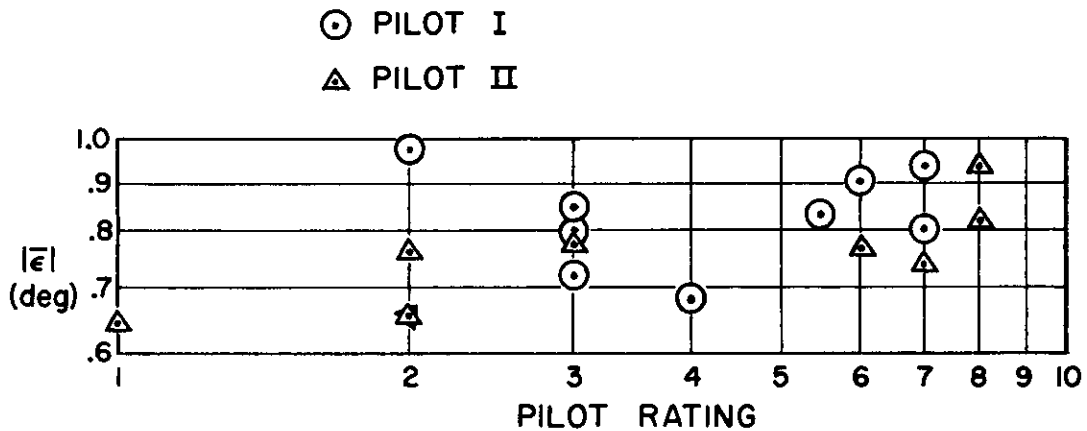 PILOT I
PILOT II
1.0
.9
.8
.7
.6
|ε̅|
(deg)
1 2 3 4 5 6 7 8 9 10
PILOT RATING